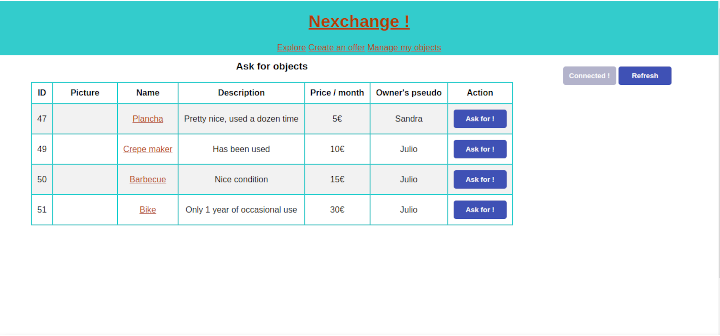 Nexchange !
Explore Create an offer Manage my objects
Ask for objects
Connected ! Refresh
ID Picture Name Description Price / month Owner's pseudo Action
47 Plancha Pretty nice, used a dozen time 5€ Sandra Ask for !
49 Crepe maker Has been used 10€ Julio Ask for !
50 Barbecue Nice condition 15€ Julio Ask for !
51 Bike Only 1 year of occasional use 30€ Julio Ask for !